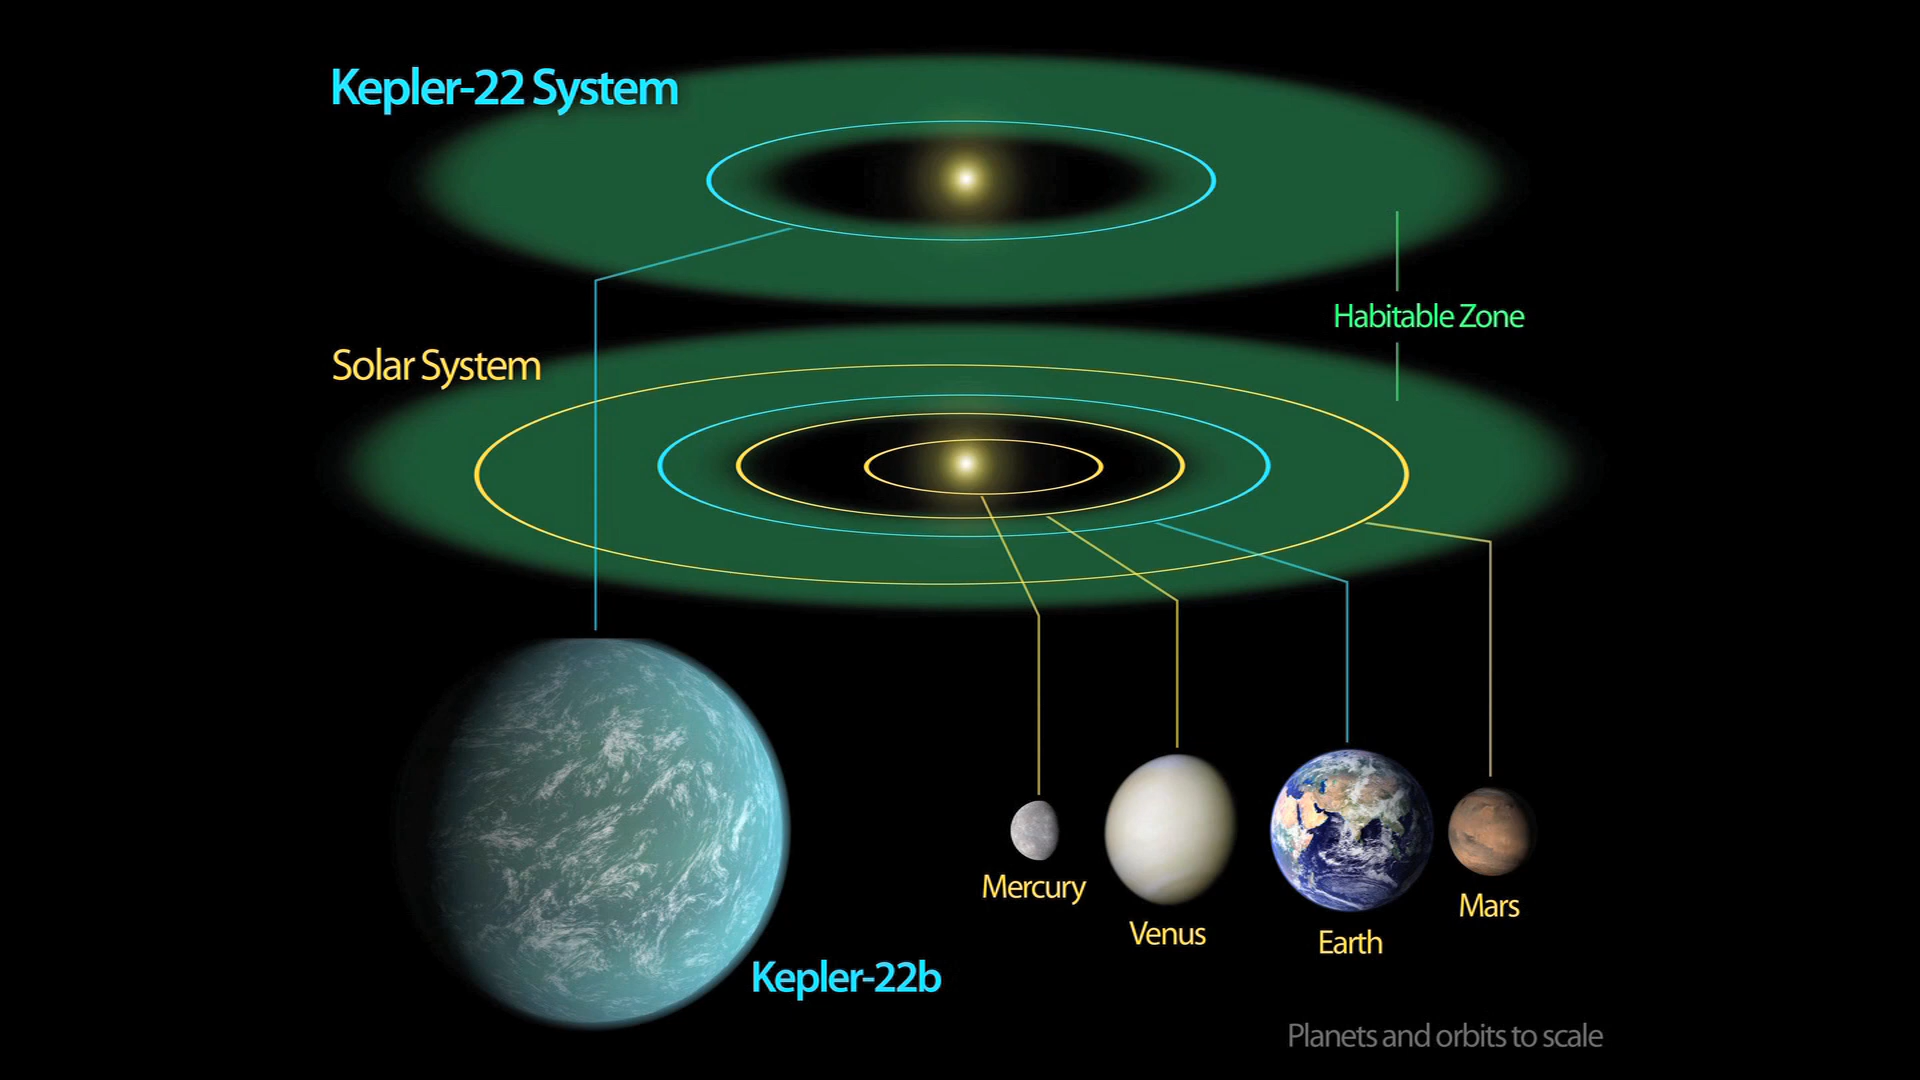 Kepler-22 System
Habitable Zone
Solar System
Mercury
Venus
Earth
Mars
Kepler-22b
Planets and orbits to scale